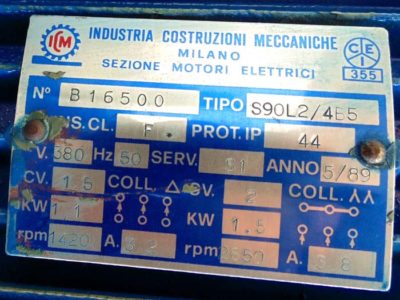 ICM INDUSTRIA COSTRUZIONI MECCANICHE
MILANO
SEZIONE MOTORI ELETTRICI
CEI
355
N° B16500 TIPO S90L2/4B5
INS.CL. F PROT.IP 44
V. 380 Hz 50 SERV. S1 ANNO 5/89
CV. 1.5 COLL. △ CV. 2 COLL. ⅄⅄
KW 1.1 KW 1.5
rpm 1420 A. 3.2 rpm 2850 A. 3.8